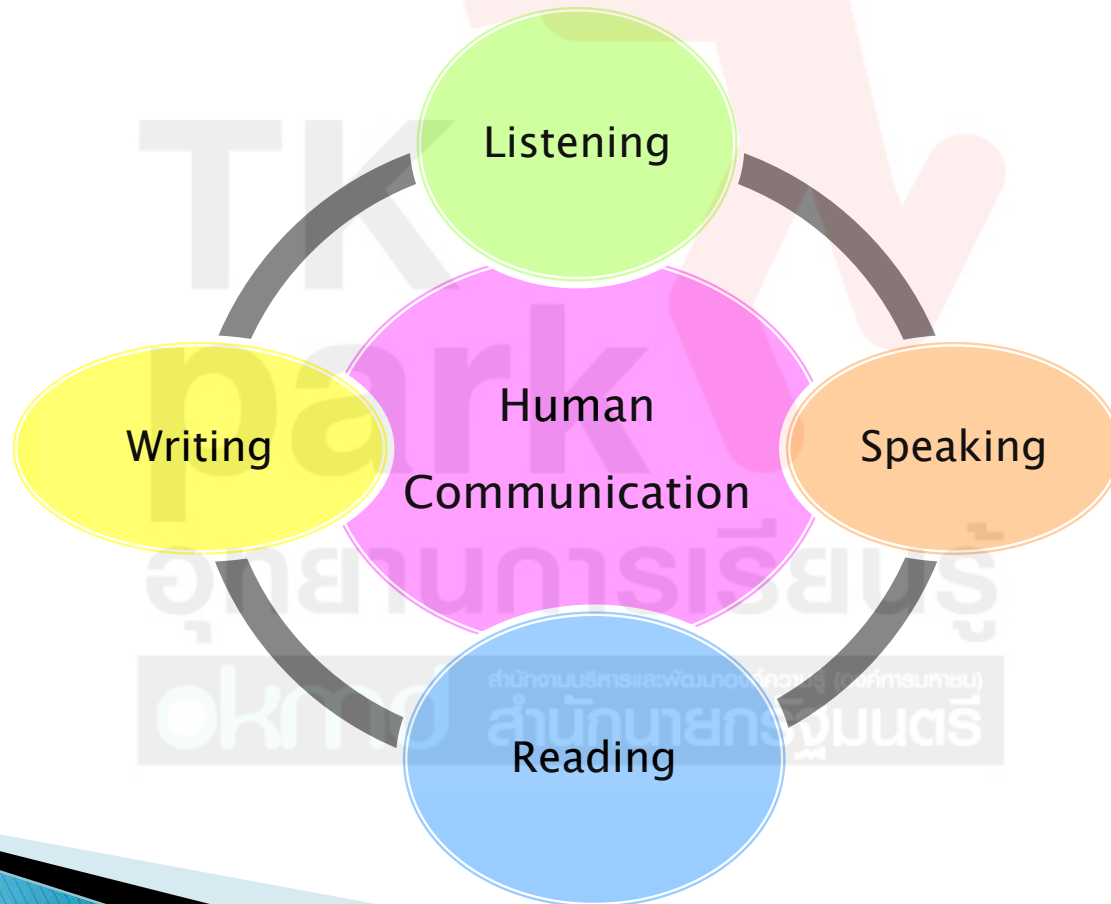 Listening
Human
Communication
Writing
Speaking
Reading
TK
park
อุทยานการเรียนรู้
okmd
สำนักงานบริหารและพัฒนาองค์ความรู้ (องค์การมหาชน)
สำนักนายกรัฐมนตรี